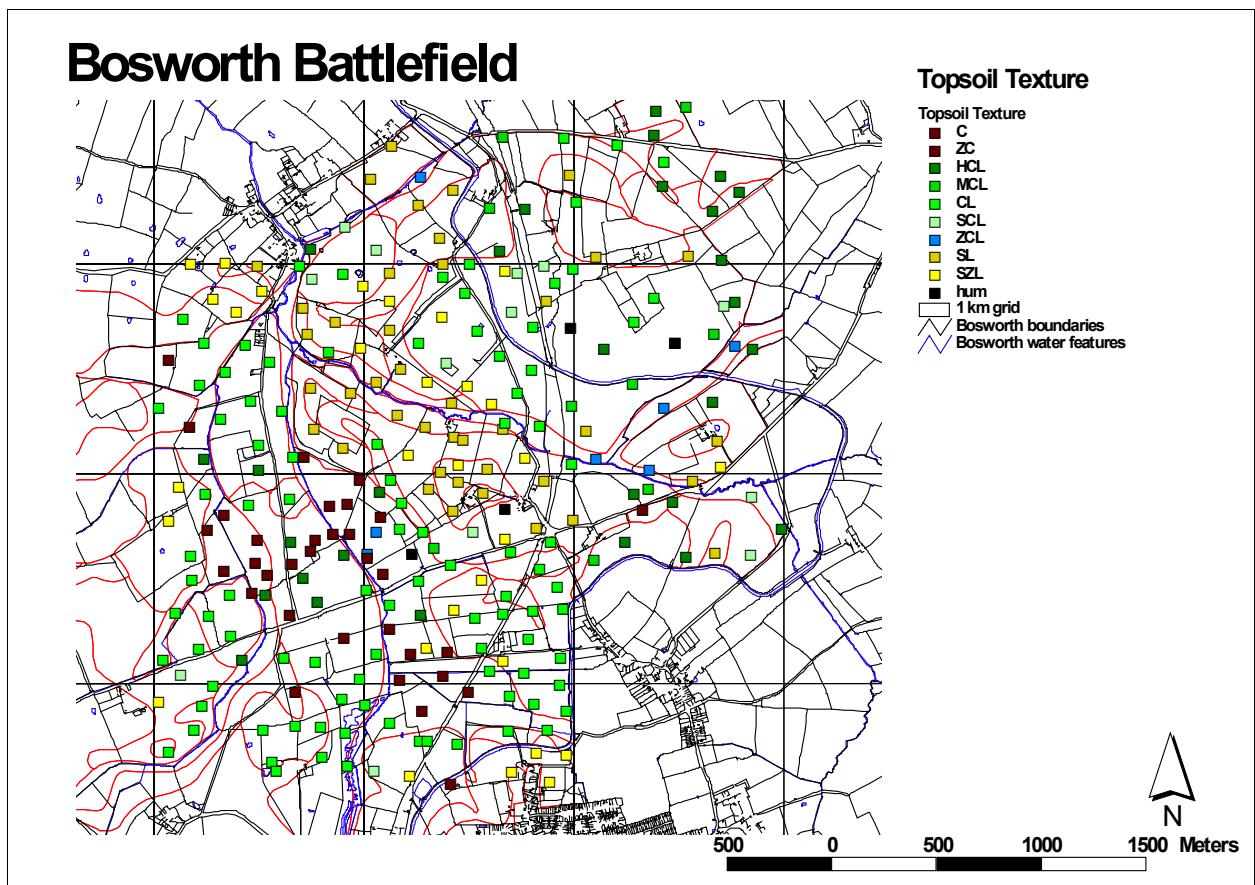 Bosworth Battlefield
Topsoil Texture
Topsoil Texture
C
ZC
HCL
MCL
CL
SCL
ZCL
SL
SZL
hum
1 km grid
Bosworth boundaries
Bosworth water features
N
500 0 500 1000 1500 Meters